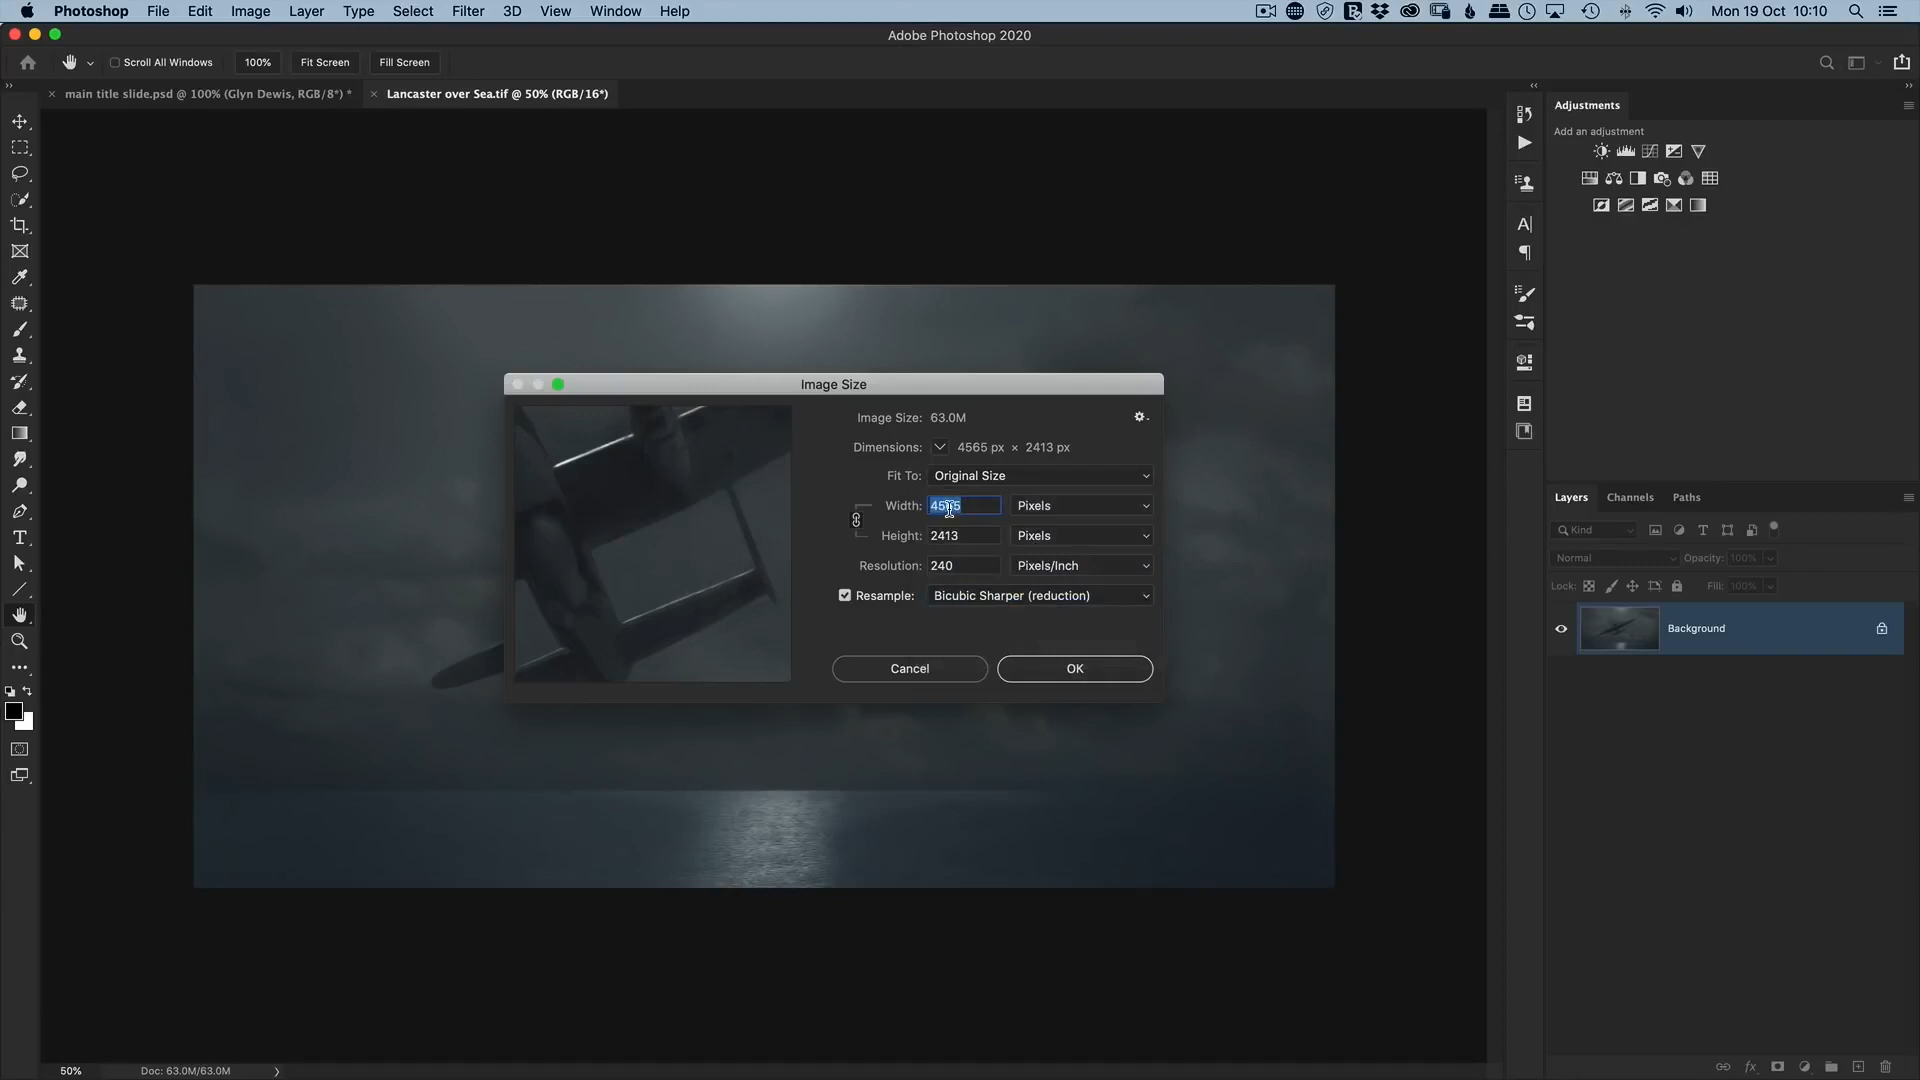 Photoshop File Edit Image Layer Type Select Filter 3D View Window Help Mon 19 Oct 10:10
Adobe Photoshop 2020
Scroll All Windows 100% Fit Screen Fill Screen
main title slide.psd @ 100% (Glyn Dewis, RGB/8*) * Lancaster over Sea.tif @ 50% (RGB/16*)
Adjustments
Add an adjustment
Image Size
Image Size: 63.0M
Dimensions: 4565 px × 2413 px
Fit To: Original Size
Width: 4565 Pixels
Height: 2413 Pixels
Resolution: 240 Pixels/Inch
Resample: Bicubic Sharper (reduction)
Cancel OK
Layers Channels Paths
Kind
Normal Opacity: 100%
Lock: Fill: 100%
Background
50% Doc: 63.0M/63.0M